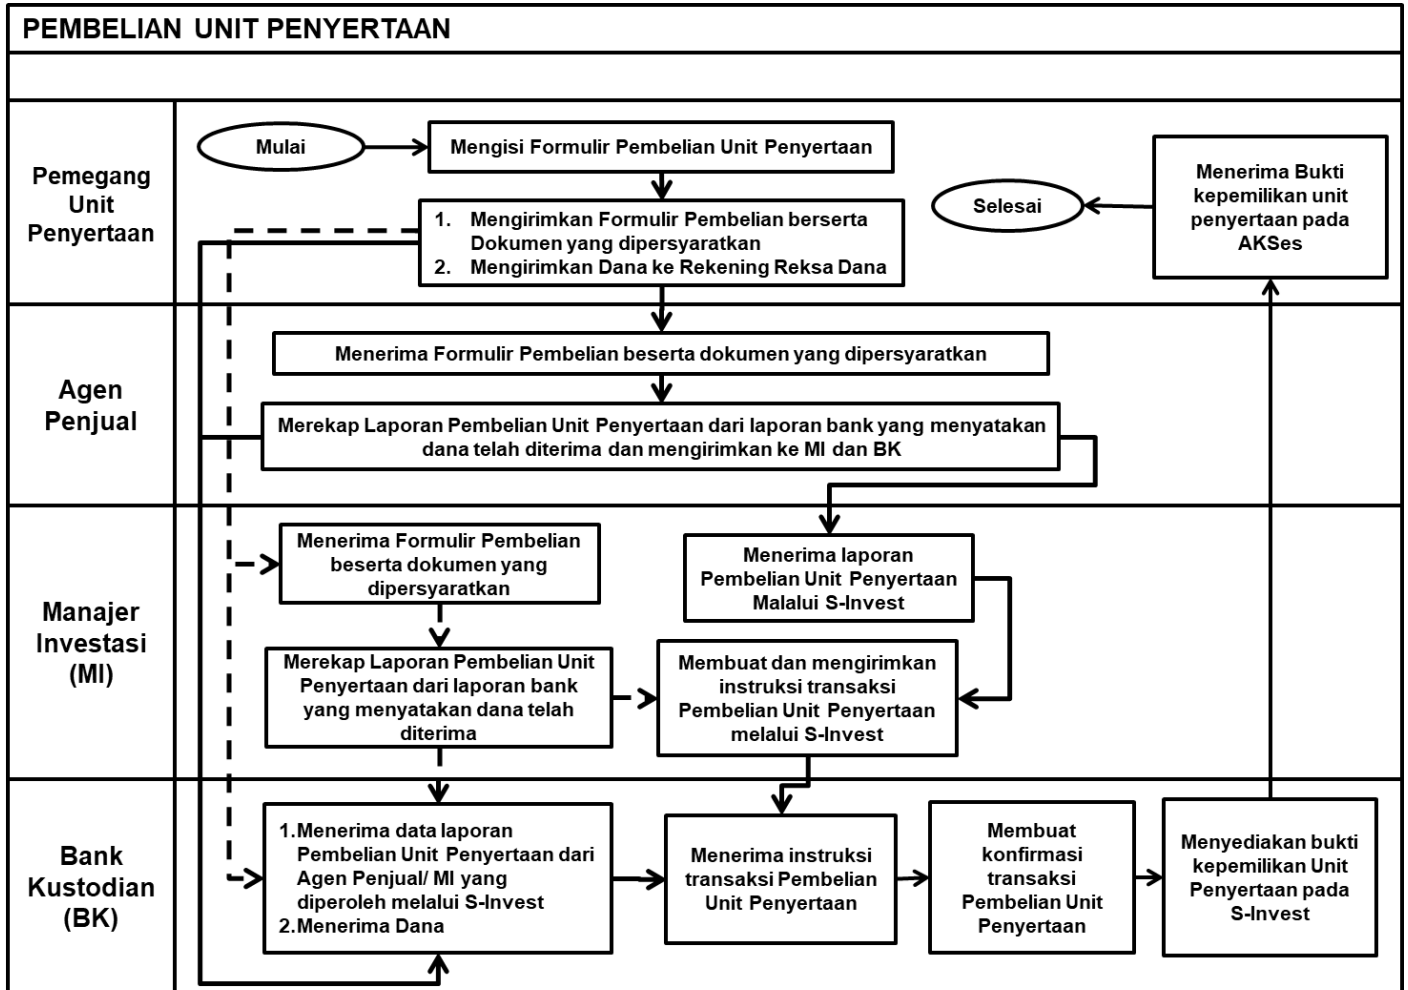 PEMBELIAN UNIT PENYERTAAN
Pemegang
Unit
Penyertaan
Mulai
Mengisi Formulir Pembelian Unit Penyertaan
1. Mengirimkan Formulir Pembelian berserta
Dokumen yang dipersyaratkan
2. Mengirimkan Dana ke Rekening Reksa Dana
Selesai
Menerima Bukti
kepemilikan unit
penyertaan pada
AKSes
Agen
Penjual
Menerima Formulir Pembelian beserta dokumen yang dipersyaratkan
Merekap Laporan Pembelian Unit Penyertaan dari laporan bank yang menyatakan
dana telah diterima dan mengirimkan ke MI dan BK
Manajer
Investasi
(MI)
Menerima Formulir Pembelian
beserta dokumen yang
dipersyaratkan
Menerima laporan
Pembelian Unit Penyertaan
Malalui S-Invest
Merekap Laporan Pembelian Unit
Penyertaan dari laporan bank
yang menyatakan dana telah
diterima
Membuat dan mengirimkan
instruksi transaksi
Pembelian Unit Penyertaan
melalui S-Invest
Bank
Kustodian
(BK)
1.Menerima data laporan
Pembelian Unit Penyertaan dari
Agen Penjual/ MI yang
diperoleh melalui S-Invest
2.Menerima Dana
Menerima instruksi
transaksi Pembelian
Unit Penyertaan
Membuat
konfirmasi
transaksi
Pembelian Unit
Penyertaan
Menyediakan bukti
kepemilikan Unit
Penyertaan pada
S-Invest